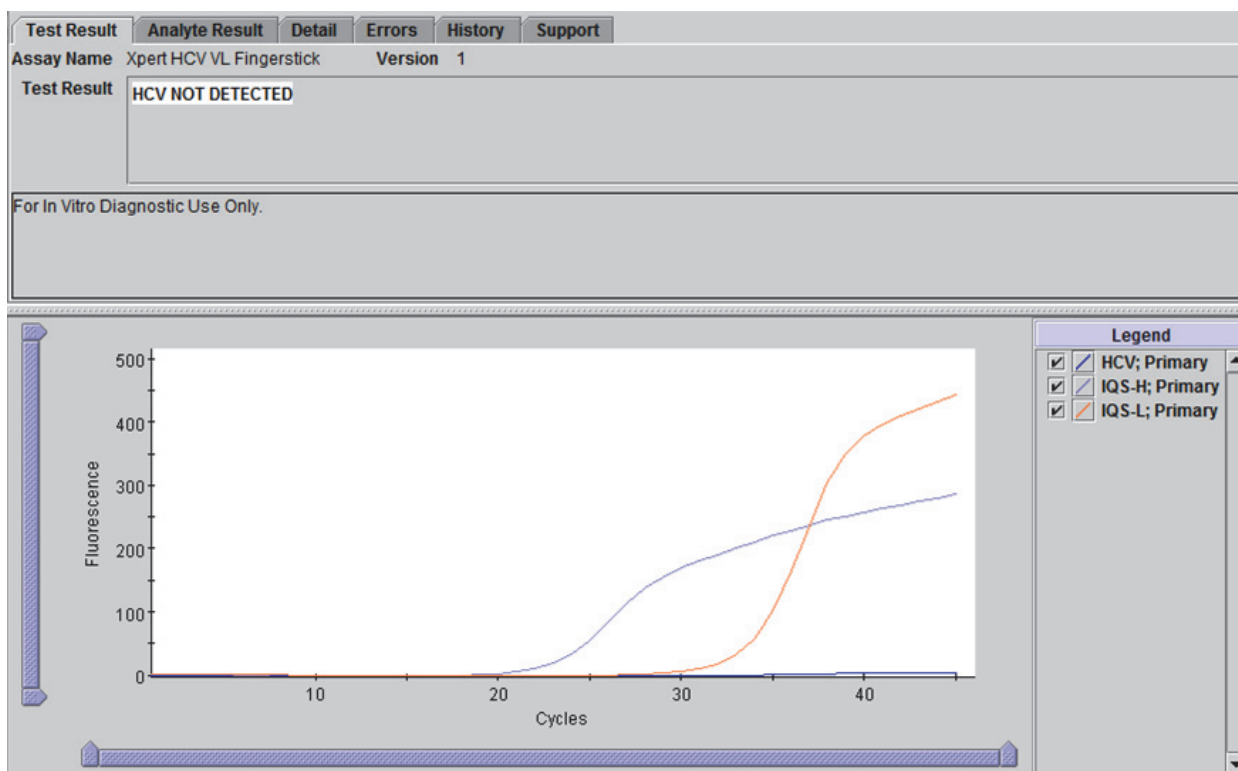 Test Result Analyte Result Detail Errors History Support
Assay Name Xpert HCV VL Fingerstick Version 1
Test Result HCV NOT DETECTED
For In Vitro Diagnostic Use Only.
Legend
HCV; Primary
IQS-H; Primary
IQS-L; Primary
500
400
300
200
100
0
Fluorescence
10 20 30 40
Cycles